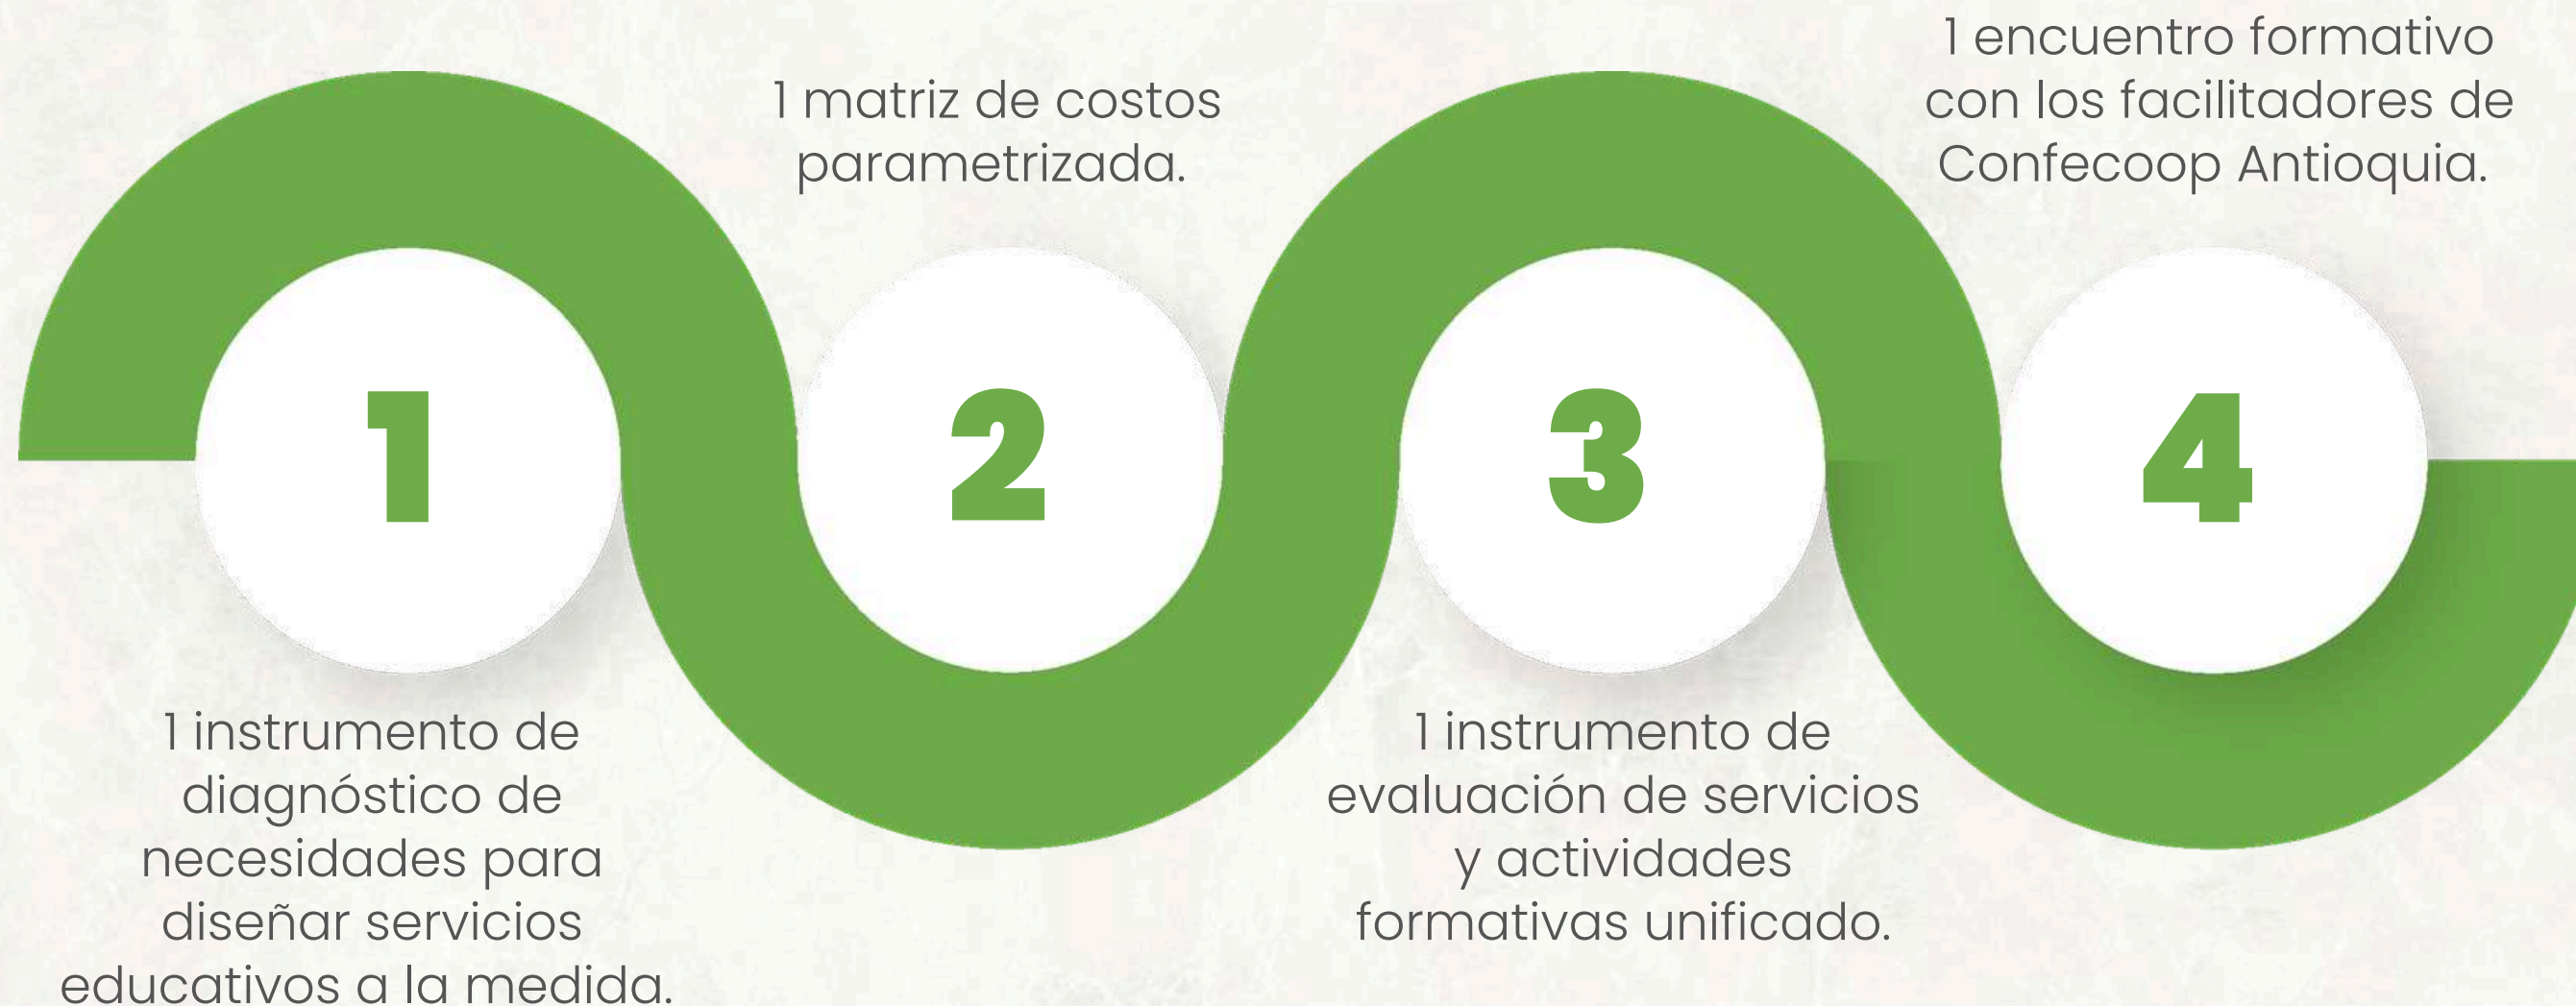 1
1 instrumento de
diagnóstico de
necesidades para
diseñar servicios
educativos a la medida.
2
1 matriz de costos
parametrizada.
3
1 instrumento de
evaluación de servicios
y actividades
formativas unificado.
4
1 encuentro formativo
con los facilitadores de
Confecoop Antioquia.